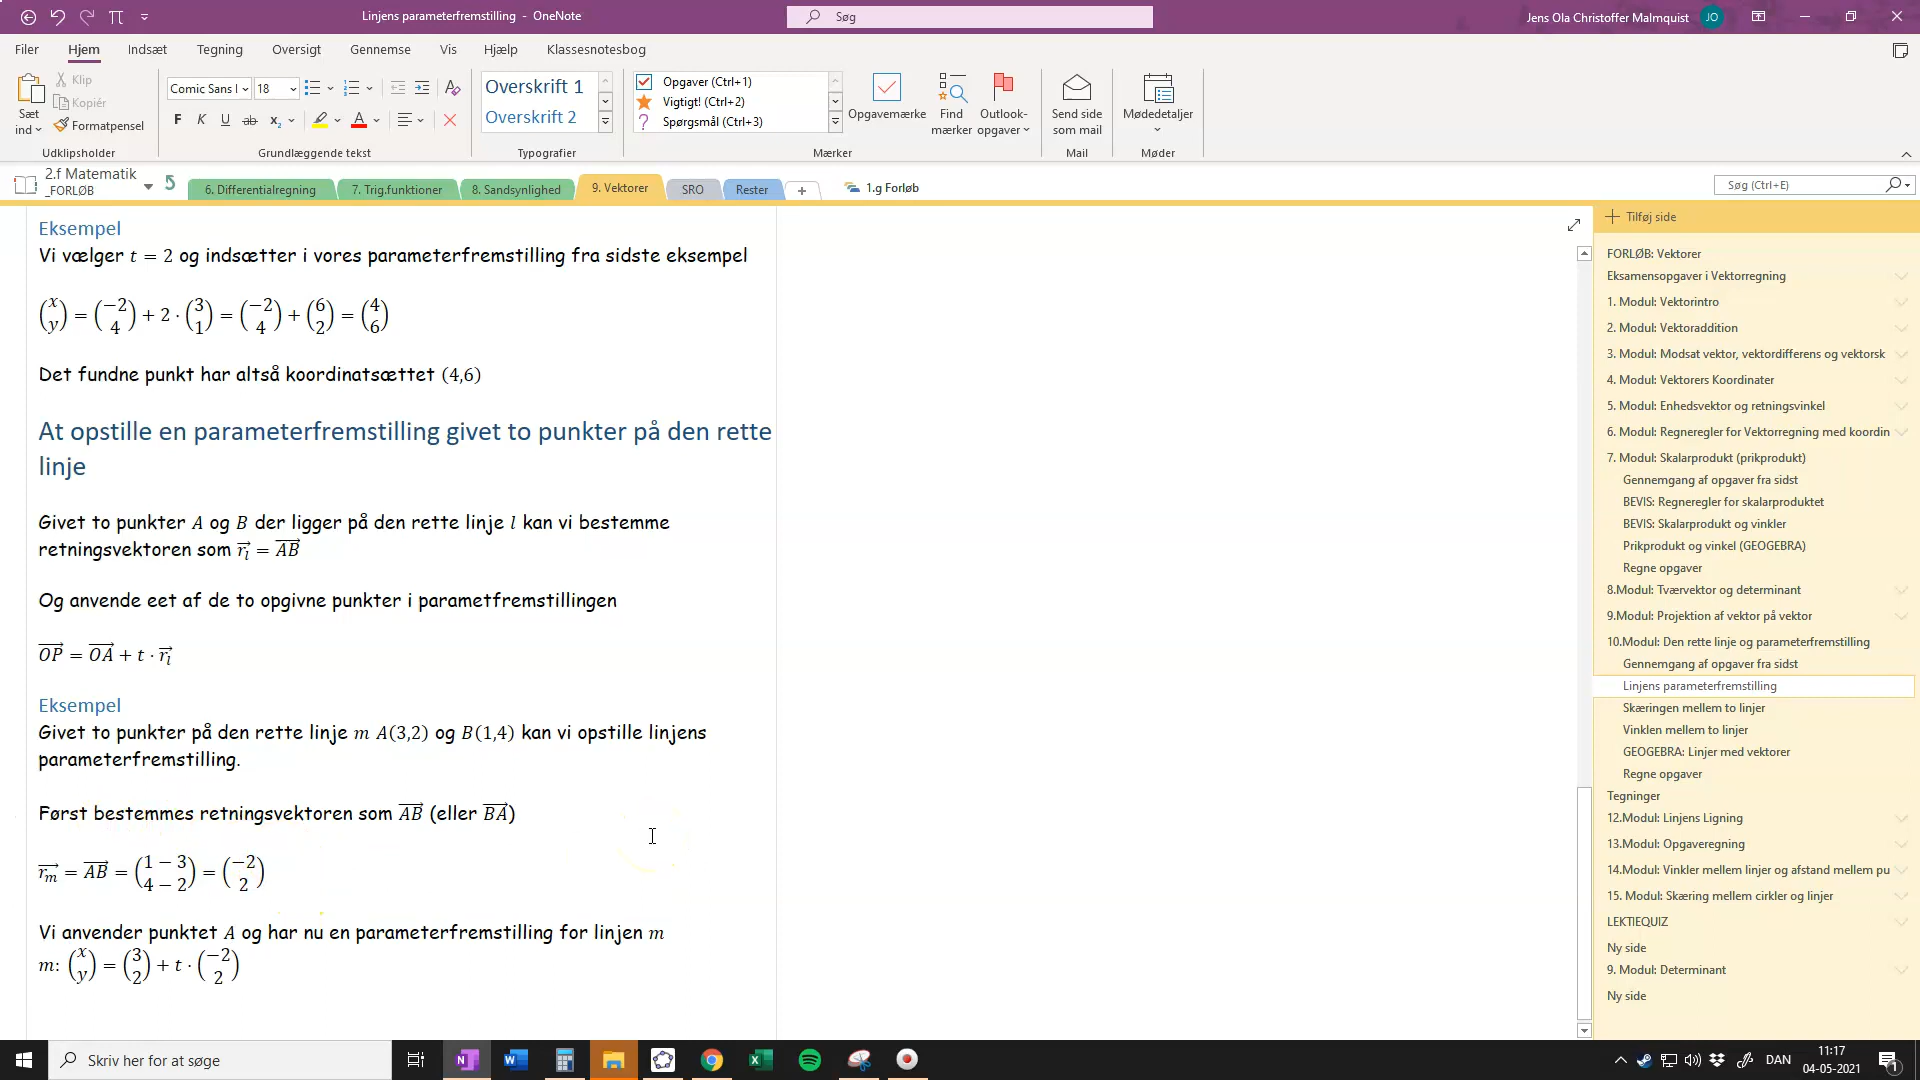 Linjens parameterfremstilling - OneNote
Søg
Jens Ola Christoffer Malmquist
JO
Filer
Hjem
Indsæt
Tegning
Oversigt
Gennemse
Vis
Hjælp
Klassesnotesbog
Sæt ind
Klip
Kopiér
Formatpensel
Udklipsholder
Comic Sans I
18
F K U ab x₂ A
Grundlæggende tekst
Overskrift 1
Overskrift 2
Typografier
Opgaver (Ctrl+1)
Vigtigt! (Ctrl+2)
Spørgsmål (Ctrl+3)
Opgavemærke
Find mærker
Outlook-opgaver
Mærker
Send side som mail
Mail
Mødedetaljer
Møder
2.f Matematik
_FORLØB
6. Differentialregning
7. Trig.funktioner
8. Sandsynlighed
9. Vektorer
SRO
Rester
+
1.g Forløb
Søg (Ctrl+E)
Eksempel
Vi vælger t = 2 og indsætter i vores parameterfremstilling fra sidste eksempel
(x y) = (−2 4) + 2 · (3 1) = (−2 4) + (6 2) = (4 6)
Det fundne punkt har altså koordinatsættet (4,6)
At opstille en parameterfremstilling givet to punkter på den rette
linje
Givet to punkter A og B der ligger på den rette linje l kan vi bestemme
retningsvektoren som r⃗ₗ = AB⃗
Og anvende eet af de to opgivne punkter i parametfremstillingen
OP⃗ = OA⃗ + t · r⃗ₗ
Eksempel
Givet to punkter på den rette linje m A(3,2) og B(1,4) kan vi opstille linjens
parameterfremstilling.
Først bestemmes retningsvektoren som AB⃗ (eller BA⃗)
r⃗ₘ = AB⃗ = (1 − 3 4 − 2) = (−2 2)
Vi anvender punktet A og har nu en parameterfremstilling for linjen m
m: (x y) = (3 2) + t · (−2 2)
Tilføj side
FORLØB: Vektorer
Eksamensopgaver i Vektorregning
1. Modul: Vektorintro
2. Modul: Vektoraddition
3. Modul: Modsat vektor, vektordifferens og vektorsk
4. Modul: Vektorers Koordinater
5. Modul: Enhedsvektor og retningsvinkel
6. Modul: Regneregler for Vektorregning med koordin
7. Modul: Skalarprodukt (prikprodukt)
Gennemgang af opgaver fra sidst
BEVIS: Regneregler for skalarproduktet
BEVIS: Skalarprodukt og vinkler
Prikprodukt og vinkel (GEOGEBRA)
Regne opgaver
8.Modul: Tværvektor og determinant
9.Modul: Projektion af vektor på vektor
10.Modul: Den rette linje og parameterfremstilling
Gennemgang af opgaver fra sidst
Linjens parameterfremstilling
Skæringen mellem to linjer
Vinklen mellem to linjer
GEOGEBRA: Linjer med vektorer
Regne opgaver
Tegninger
12.Modul: Linjens Ligning
13.Modul: Opgaveregning
14.Modul: Vinkler mellem linjer og afstand mellem pu
15. Modul: Skæring mellem cirkler og linjer
LEKTIEQUIZ
Ny side
9. Modul: Determinant
Ny side
Skriv her for at søge
DAN
11:17
04-05-2021
1